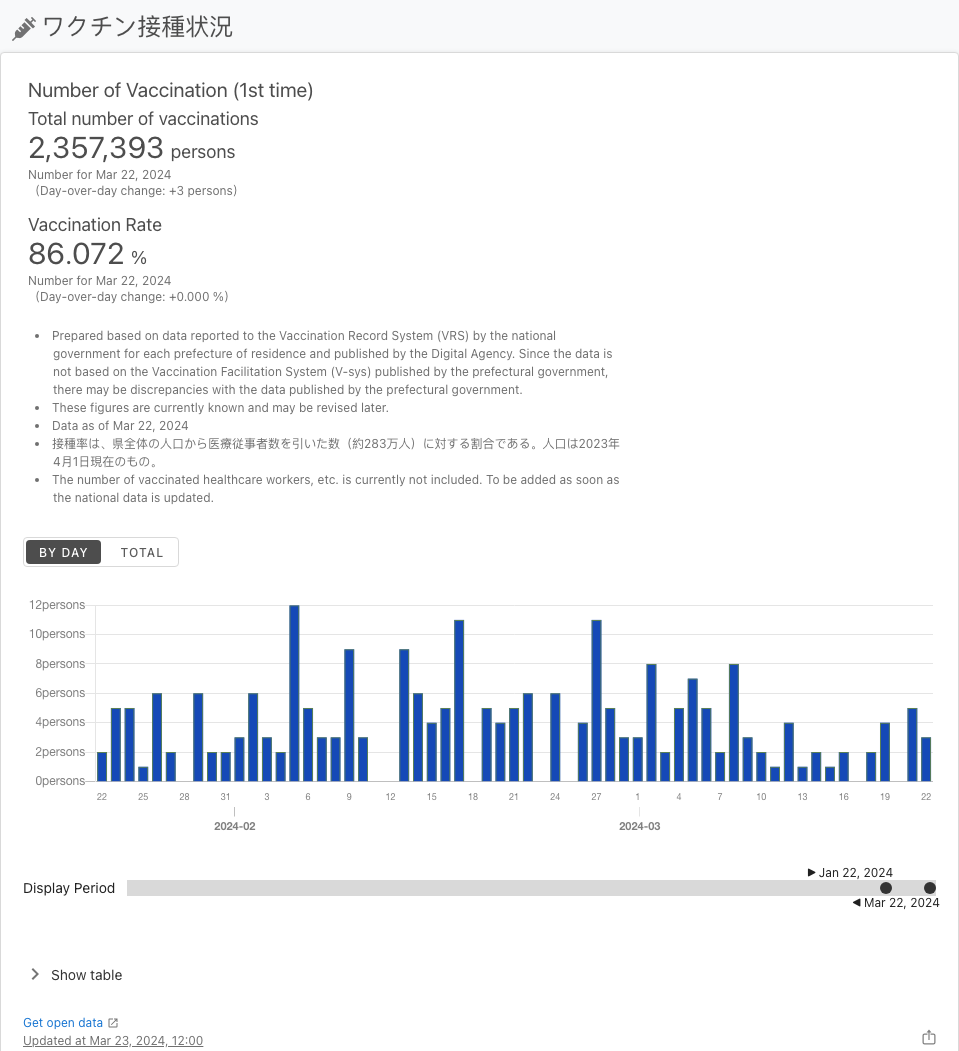 ワクチン接種状況
Number of Vaccination (1st time)
Total number of vaccinations
2,357,393 persons
Number for Mar 22, 2024
(Day-over-day change: +3 persons)
Vaccination Rate
86.072 %
Number for Mar 22, 2024
(Day-over-day change: +0.000 %)
• Prepared based on data reported to the Vaccination Record System (VRS) by the national
government for each prefecture of residence and published by the Digital Agency. Since the data is
not based on the Vaccination Facilitation System (V-sys) published by the prefectural government,
there may be discrepancies with the data published by the prefectural government.
• These figures are currently known and may be revised later.
• Data as of Mar 22, 2024
• 接種率は、県全体の人口から医療従事者数を引いた数（約283万人）に対する割合である。人口は2023年
4月1日現在のもの。
• The number of vaccinated healthcare workers, etc. is currently not included. To be added as soon as
the national data is updated.
BY DAY TOTAL
12persons
10persons
8persons
6persons
4persons
2persons
0persons
22 25 28 31 3 6 9 12 15 18 21 24 27 1 4 7 10 13 16 19 22
2024-02 2024-03
▶ Jan 22, 2024
Display Period
◀ Mar 22, 2024
Show table
Get open data
Updated at Mar 23, 2024, 12:00